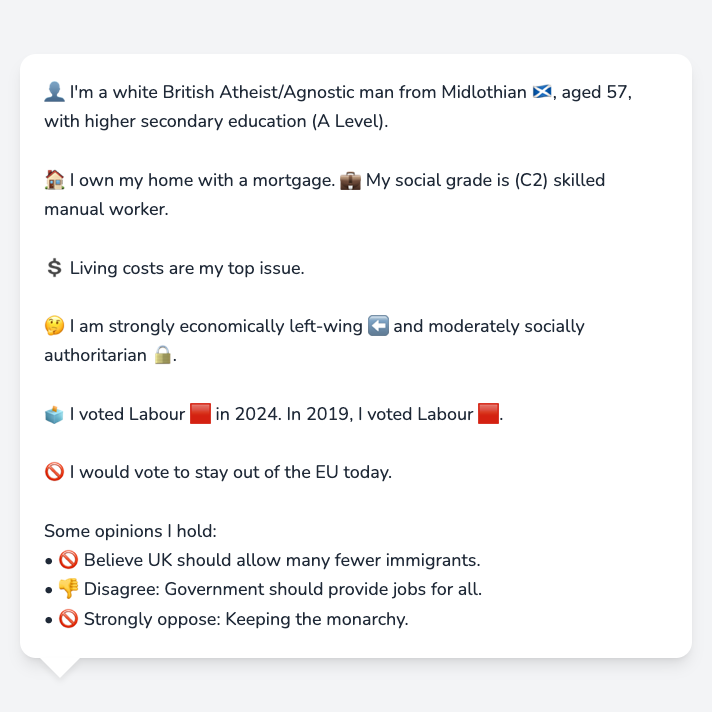 👤 I'm a white British Atheist/Agnostic man from Midlothian 🏴󠁧󠁢󠁳󠁣󠁴󠁿, aged 57,
with higher secondary education (A Level).
🏠 I own my home with a mortgage. 💼 My social grade is (C2) skilled
manual worker.
💲 Living costs are my top issue.
🤔 I am strongly economically left-wing ⬅️ and moderately socially
authoritarian 🔒.
🗳️ I voted Labour 🟥 in 2024. In 2019, I voted Labour 🟥.
🚫 I would vote to stay out of the EU today.
Some opinions I hold:
• 🚫 Believe UK should allow many fewer immigrants.
• 👎 Disagree: Government should provide jobs for all.
• 🚫 Strongly oppose: Keeping the monarchy.